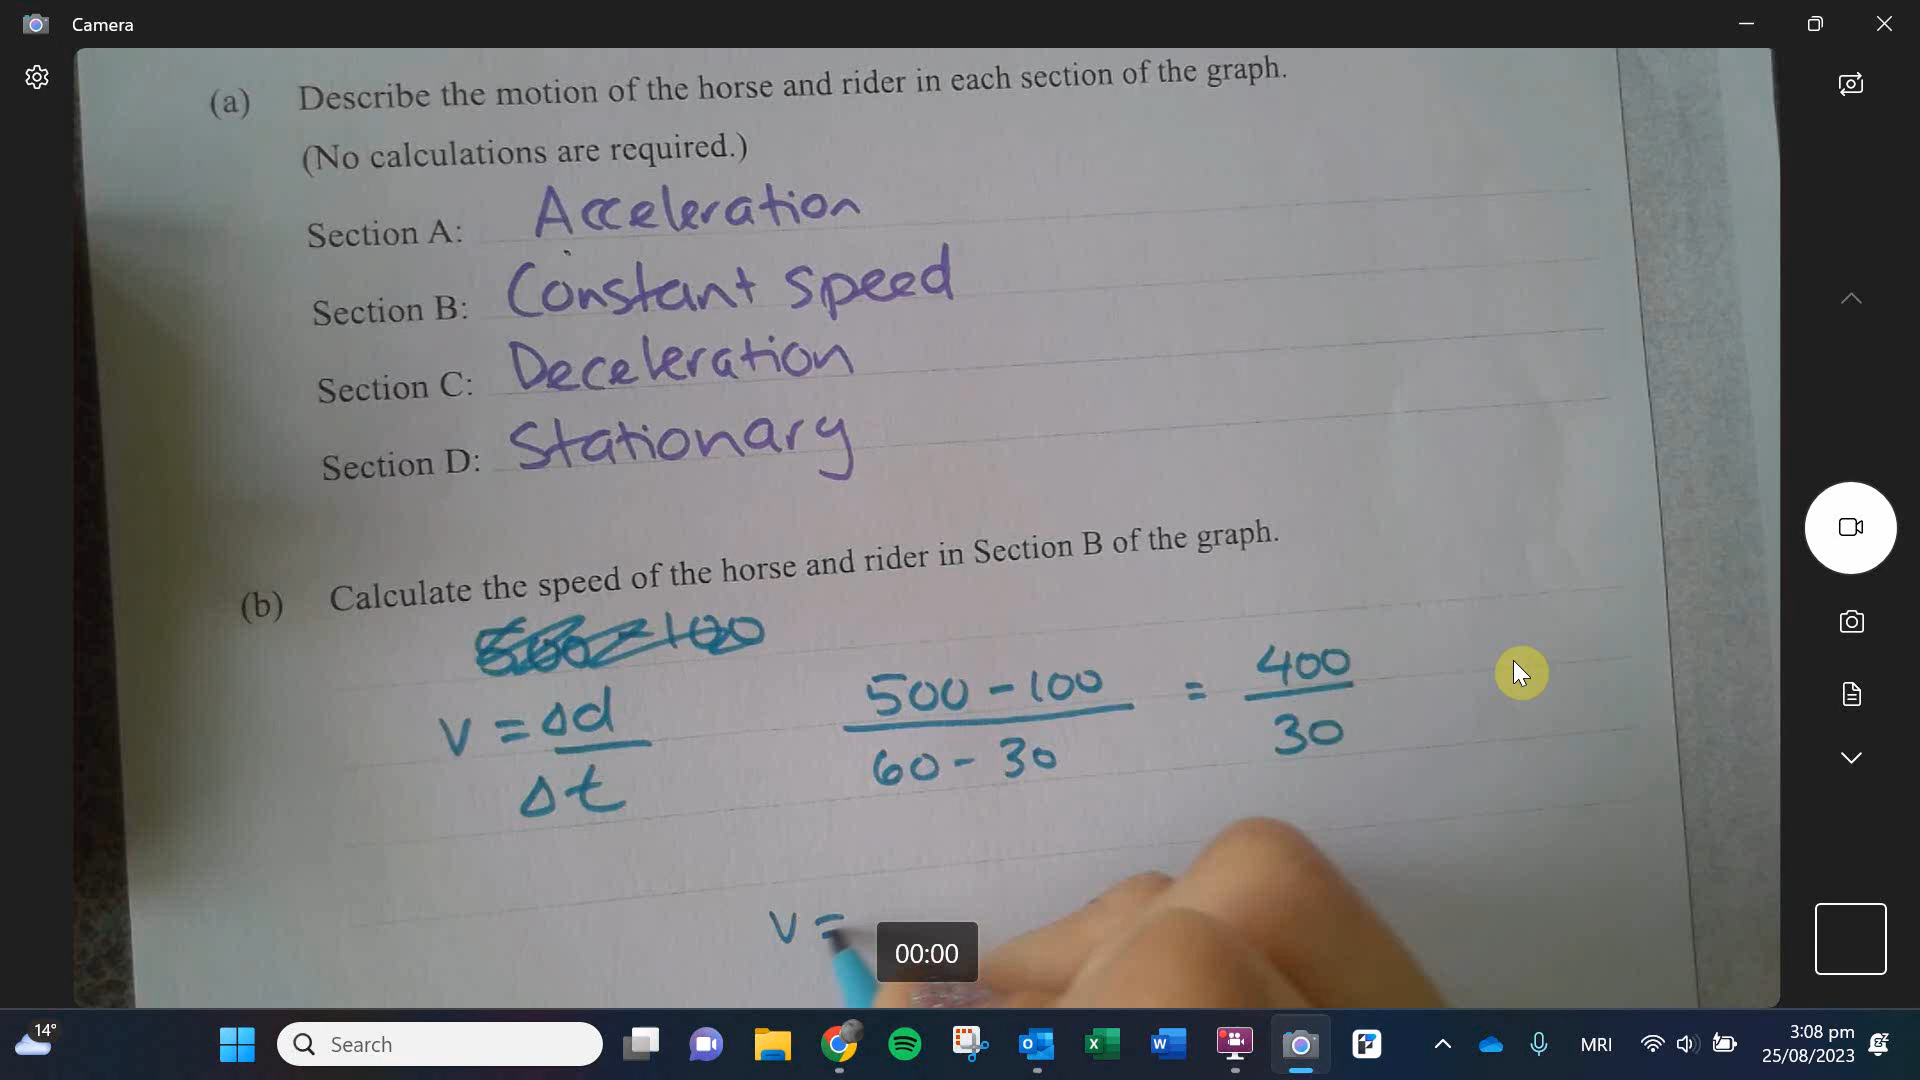 Camera
(a) Describe the motion of the horse and rider in each section of the graph.
(No calculations are required.)
Section A: Acceleration
Section B: Constant speed
Section C: Deceleration
Section D: Stationary
(b) Calculate the speed of the horse and rider in Section B of the graph.
v = Δd / Δt
500 - 100 / 60 - 30 = 400 / 30
v =
00:00
14°
Search
MRI
3:08 pm
25/08/2023